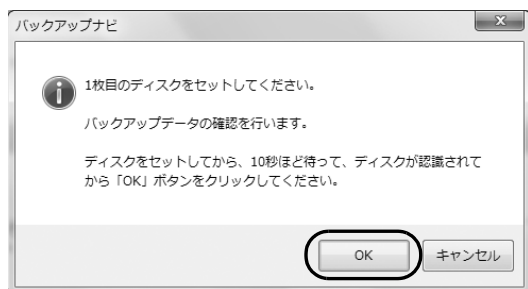 バックアップナビ
1枚目のディスクをセットしてください。
バックアップデータの確認を行います。
ディスクをセットしてから、10秒ほど待って、ディスクが認識されて
から「OK」ボタンをクリックしてください。
OK
キャンセル